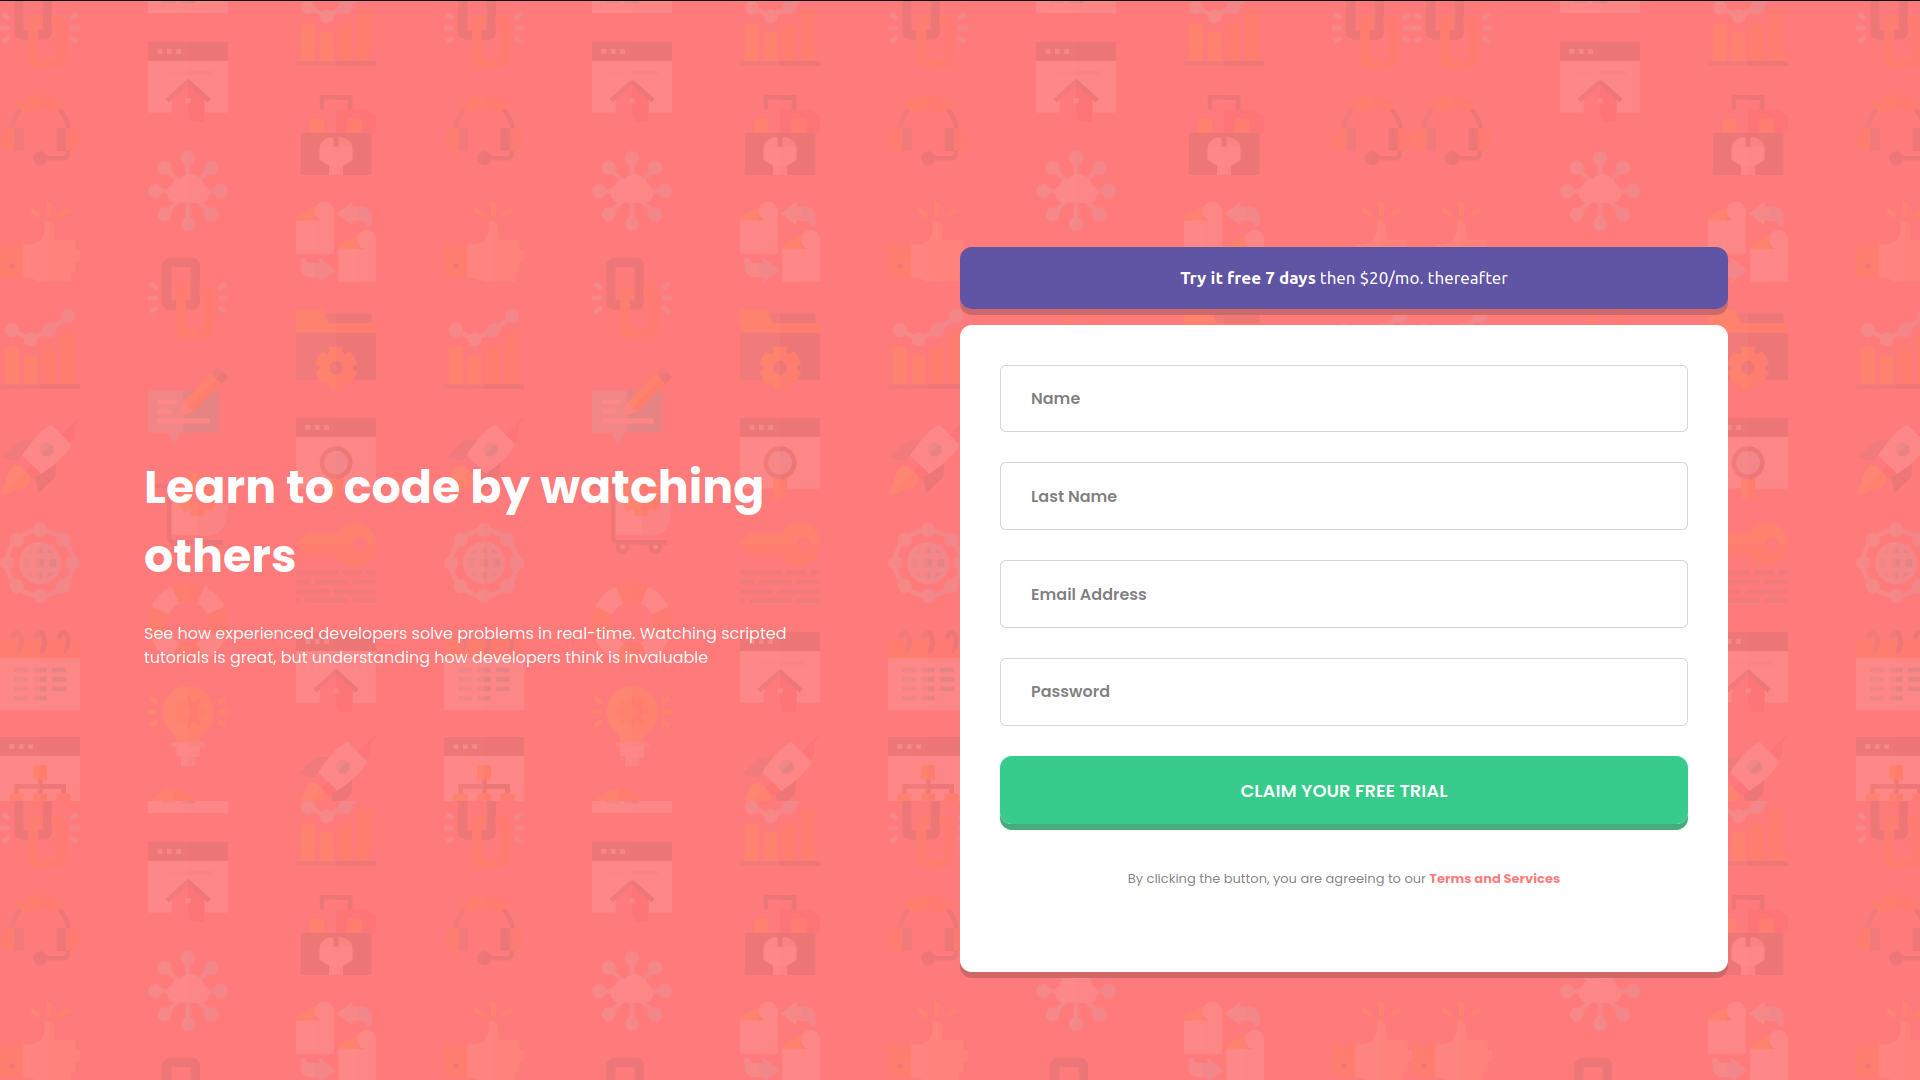 Learn to code by watching
others
See how experienced developers solve problems in real-time. Watching scripted
tutorials is great, but understanding how developers think is invaluable
Try it free 7 days then $20/mo. thereafter
Name
Last Name
Email Address
Password
CLAIM YOUR FREE TRIAL
By clicking the button, you are agreeing to our Terms and Services